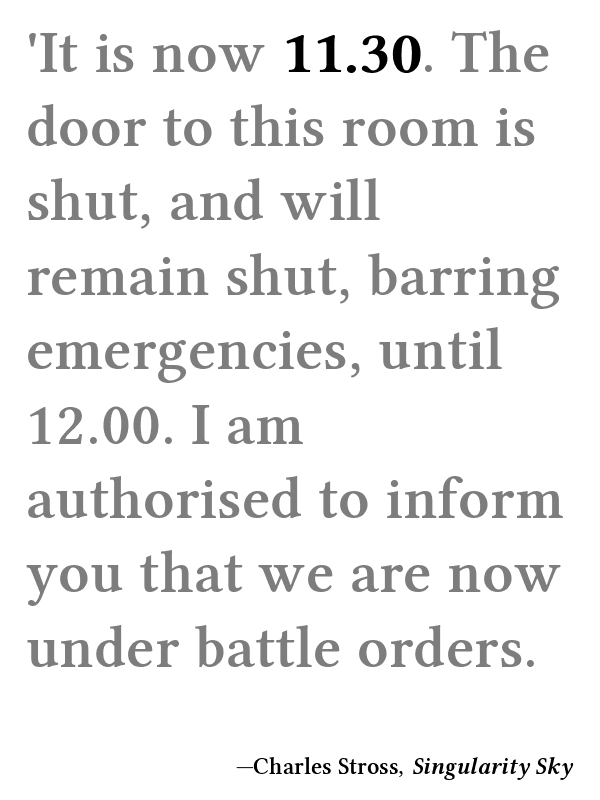 'It is now 11.30. The
door to this room is
shut, and will
remain shut, barring
emergencies, until
12.00. I am
authorised to inform
you that we are now
under battle orders.
—Charles Stross, Singularity Sky